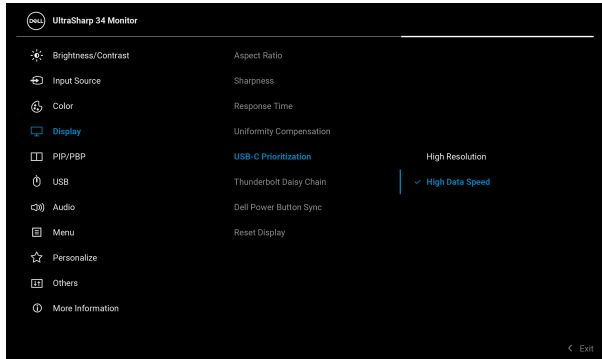 DELL UltraSharp 34 Monitor
Brightness/Contrast
Input Source
Color
Display
PIP/PBP
USB
Audio
Menu
Personalize
Others
More Information
Aspect Ratio
Sharpness
Response Time
Uniformity Compensation
USB-C Prioritization
Thunderbolt Daisy Chain
Dell Power Button Sync
Reset Display
High Resolution
High Data Speed
Exit